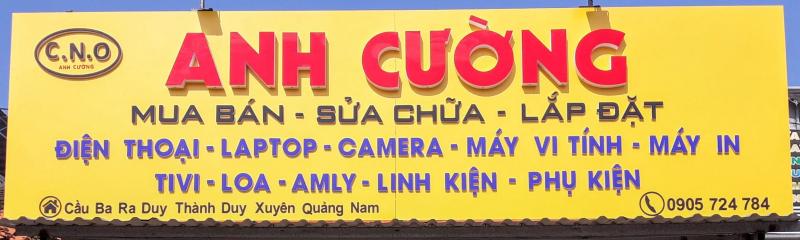 C.N.O
ANH CƯỜNG
ANH CƯỜNG
MUA BÁN - SỬA CHỮA - LẮP ĐẶT
ĐIỆN THOẠI - LAPTOP - CAMERA - MÁY VI TÍNH - MÁY IN
TIVI - LOA - AMLY - LINH KIỆN - PHỤ KIỆN
Cầu Ba Ra Duy Thành Duy Xuyên Quảng Nam
0905 724 784